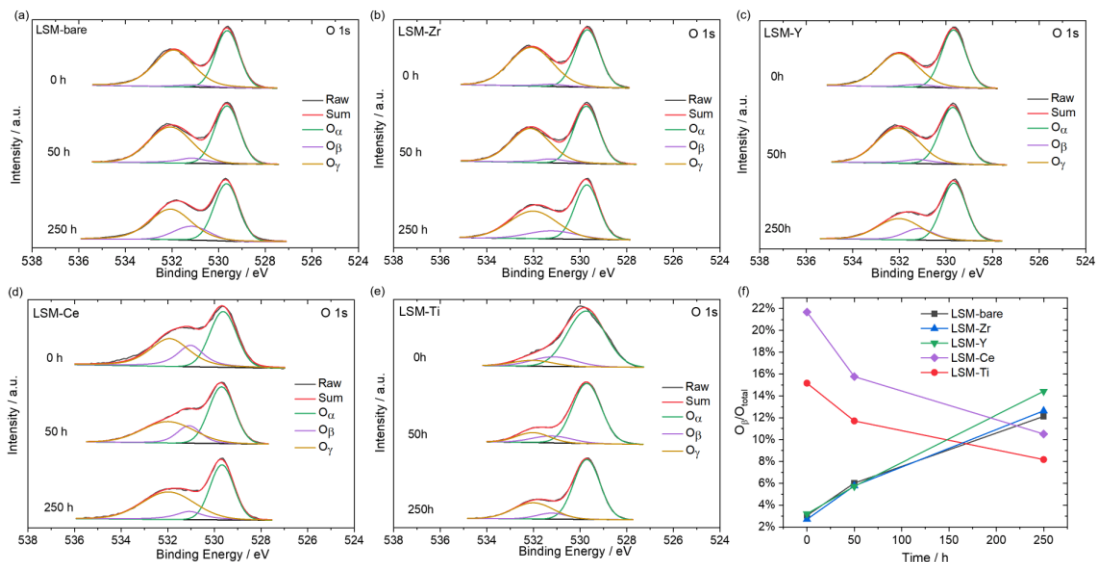 (a)
LSM-bare
O 1s
0 h
50 h
250 h
Raw
Sum
Oα
Oβ
Oγ
Intensity / a.u.
538 536 534 532 530 528 526 524
Binding Energy / eV
(b)
LSM-Zr
O 1s
0 h
50 h
250 h
Raw
Sum
Oα
Oβ
Oγ
Intensity / a.u.
538 536 534 532 530 528 526 524
Binding Energy / eV
(c)
LSM-Y
O 1s
0h
50h
250h
Raw
Sum
Oα
Oβ
Oγ
Intensity / a.u.
538 536 534 532 530 528 526 524
Binding Energy / eV
(d)
LSM-Ce
O 1s
0 h
50 h
250 h
Raw
Sum
Oα
Oβ
Oγ
Intensity / a.u.
538 536 534 532 530 528 526 524
Binding Energy / eV
(e)
LSM-Ti
O 1s
0h
50h
250h
Raw
Sum
Oα
Oβ
Oγ
Intensity / a.u.
538 536 534 532 530 528 526 524
Binding Energy / eV
(f)
22%
20%
18%
16%
14%
12%
10%
8%
6%
4%
2%
Oβ/Ototal
LSM-bare
LSM-Zr
LSM-Y
LSM-Ce
LSM-Ti
0 50 100 150 200 250
Time / h